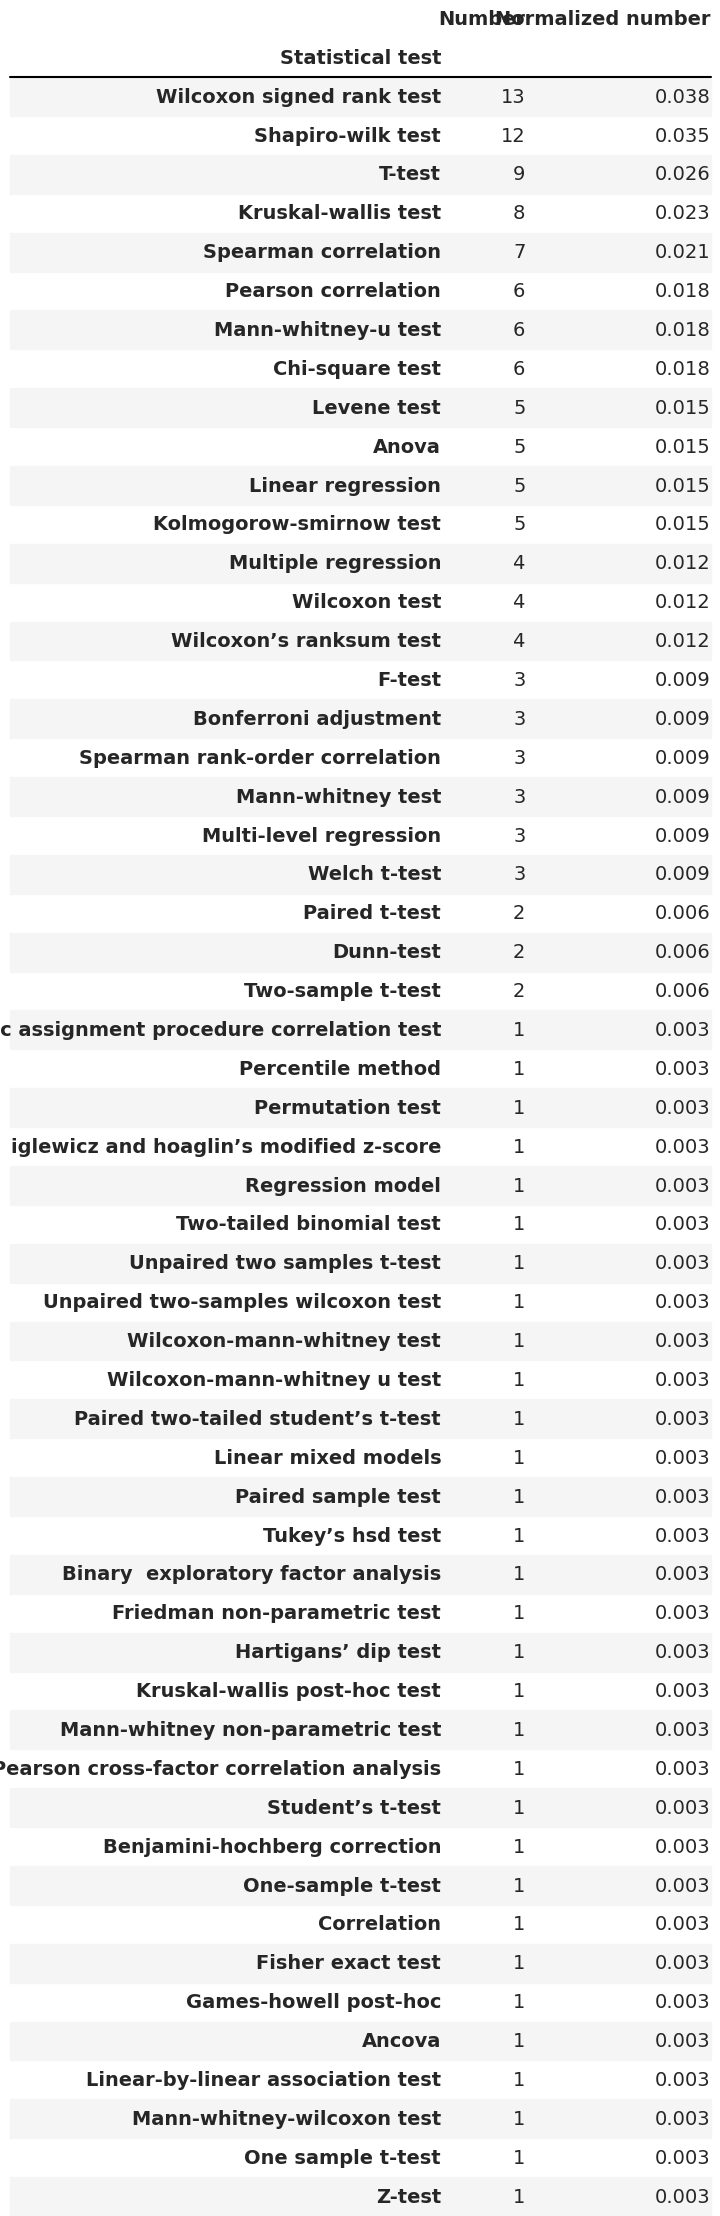 Number Normalized number
Statistical test
Wilcoxon signed rank test 13 0.038
Shapiro-wilk test 12 0.035
T-test 9 0.026
Kruskal-wallis test 8 0.023
Spearman correlation 7 0.021
Pearson correlation 6 0.018
Mann-whitney-u test 6 0.018
Chi-square test 6 0.018
Levene test 5 0.015
Anova 5 0.015
Linear regression 5 0.015
Kolmogorow-smirnow test 5 0.015
Multiple regression 4 0.012
Wilcoxon test 4 0.012
Wilcoxon’s ranksum test 4 0.012
F-test 3 0.009
Bonferroni adjustment 3 0.009
Spearman rank-order correlation 3 0.009
Mann-whitney test 3 0.009
Multi-level regression 3 0.009
Welch t-test 3 0.009
Paired t-test 2 0.006
Dunn-test 2 0.006
Two-sample t-test 2 0.006
c assignment procedure correlation test 1 0.003
Percentile method 1 0.003
Permutation test 1 0.003
iglewicz and hoaglin’s modified z-score 1 0.003
Regression model 1 0.003
Two-tailed binomial test 1 0.003
Unpaired two samples t-test 1 0.003
Unpaired two-samples wilcoxon test 1 0.003
Wilcoxon-mann-whitney test 1 0.003
Wilcoxon-mann-whitney u test 1 0.003
Paired two-tailed student’s t-test 1 0.003
Linear mixed models 1 0.003
Paired sample test 1 0.003
Tukey’s hsd test 1 0.003
Binary  exploratory factor analysis 1 0.003
Friedman non-parametric test 1 0.003
Hartigans’ dip test 1 0.003
Kruskal-wallis post-hoc test 1 0.003
Mann-whitney non-parametric test 1 0.003
Pearson cross-factor correlation analysis 1 0.003
Student’s t-test 1 0.003
Benjamini-hochberg correction 1 0.003
One-sample t-test 1 0.003
Correlation 1 0.003
Fisher exact test 1 0.003
Games-howell post-hoc 1 0.003
Ancova 1 0.003
Linear-by-linear association test 1 0.003
Mann-whitney-wilcoxon test 1 0.003
One sample t-test 1 0.003
Z-test 1 0.003